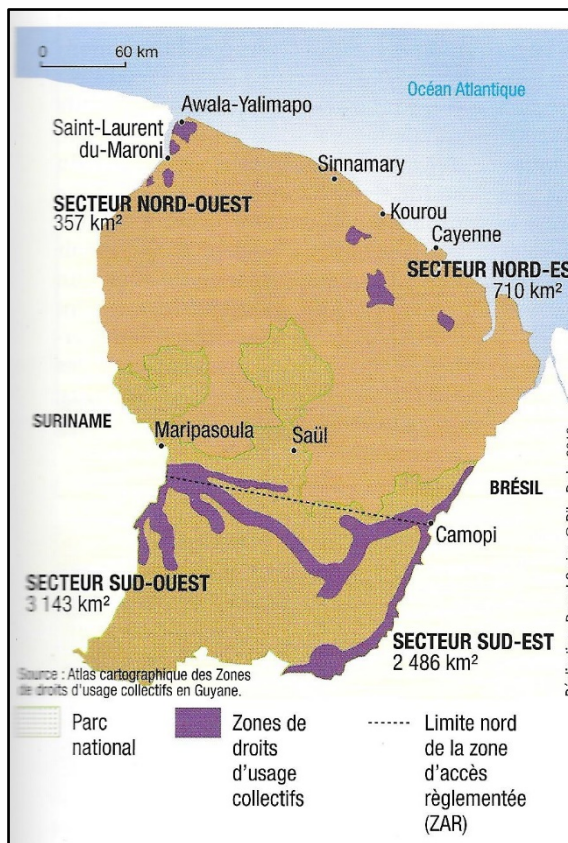 0 60 km
Océan Atlantique
Awala-Yalimapo
Saint-Laurent
du-Maroni
Sinnamary
SECTEUR NORD-OUEST
357 km²
Kourou
Cayenne
SECTEUR NORD-ES
710 km²
SURINAME
Maripasoula
Saül
BRÉSIL
Camopi
SECTEUR SUD-OUEST
3 143 km²
SECTEUR SUD-EST
2 486 km²
Source : Atlas cartographique des Zones
de droits d'usage collectifs en Guyane.
Parc
national
Zones de
droits
d'usage
collectifs
Limite nord
de la zone
d'accès
règlementée
(ZAR)